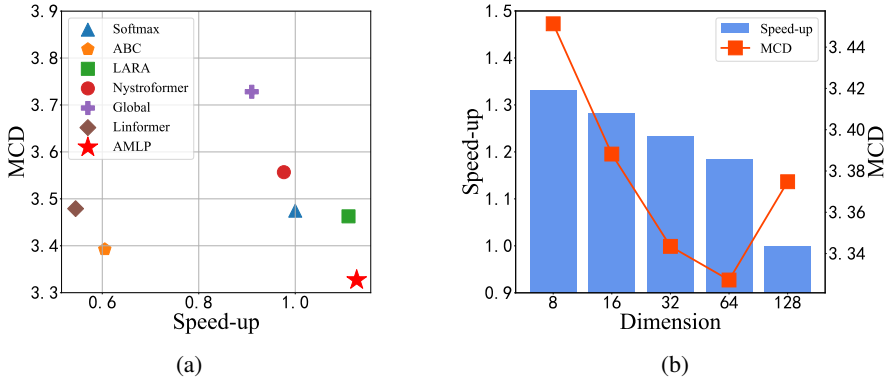 3.9
3.8
3.7
3.6
3.5
3.4
3.3
MCD
Softmax
ABC
LARA
Nystroformer
Global
Linformer
AMLP
0.6
0.8
1.0
Speed-up
(a)
1.5
1.4
1.3
1.2
1.1
1.0
0.9
Speed-up
Speed-up
MCD
3.44
3.42
3.40
3.38
3.36
3.34
MCD
8
16
32
64
128
Dimension
(b)